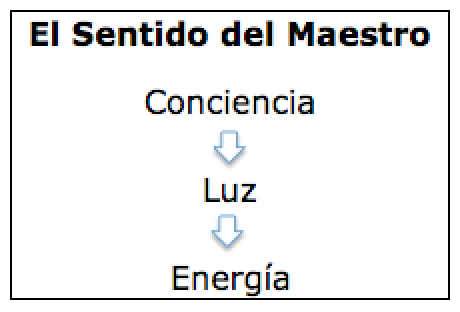 El Sentido del Maestro
Conciencia
Luz
Energía